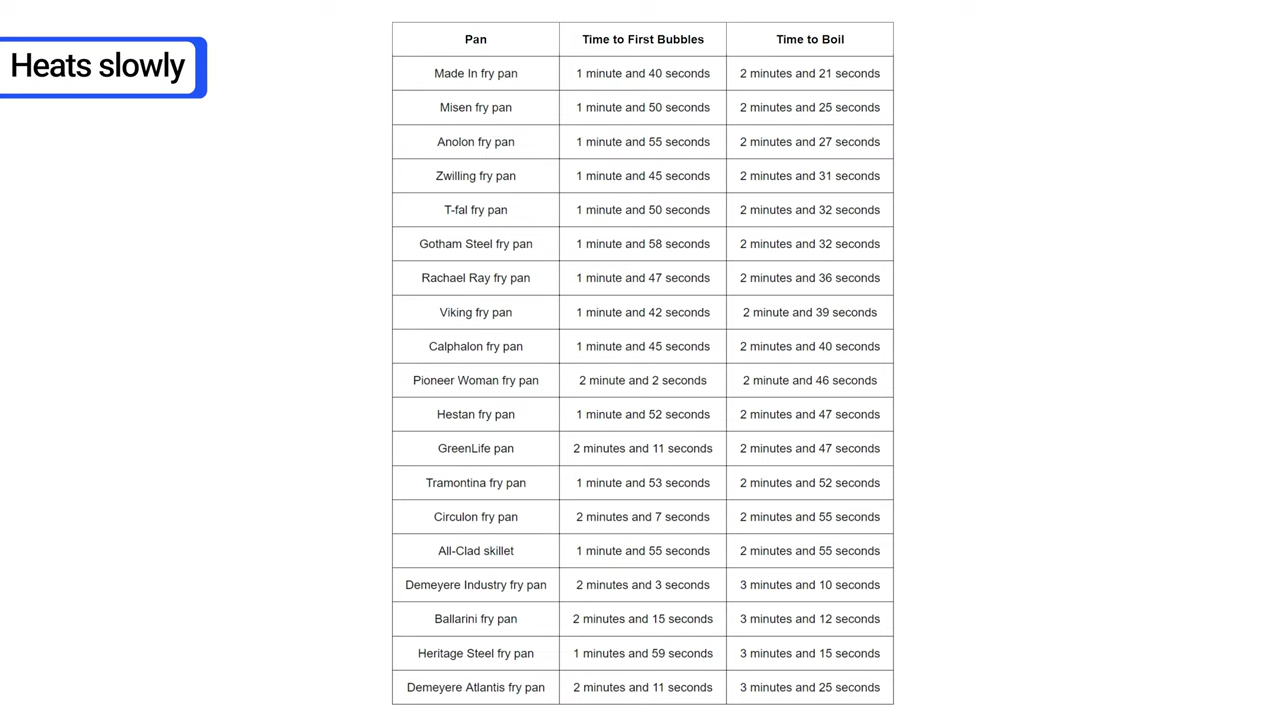 Heats slowly
Pan Time to First Bubbles Time to Boil
Made In fry pan 1 minute and 40 seconds 2 minutes and 21 seconds
Misen fry pan 1 minute and 50 seconds 2 minutes and 25 seconds
Anolon fry pan 1 minute and 55 seconds 2 minutes and 27 seconds
Zwilling fry pan 1 minute and 45 seconds 2 minutes and 31 seconds
T-fal fry pan 1 minute and 50 seconds 2 minutes and 32 seconds
Gotham Steel fry pan 1 minute and 58 seconds 2 minutes and 32 seconds
Rachael Ray fry pan 1 minute and 47 seconds 2 minutes and 36 seconds
Viking fry pan 1 minute and 42 seconds 2 minute and 39 seconds
Calphalon fry pan 1 minute and 45 seconds 2 minutes and 40 seconds
Pioneer Woman fry pan 2 minute and 2 seconds 2 minute and 46 seconds
Hestan fry pan 1 minute and 52 seconds 2 minutes and 47 seconds
GreenLife pan 2 minutes and 11 seconds 2 minutes and 47 seconds
Tramontina fry pan 1 minute and 53 seconds 2 minutes and 52 seconds
Circulon fry pan 2 minutes and 7 seconds 2 minutes and 55 seconds
All-Clad skillet 1 minute and 55 seconds 2 minutes and 55 seconds
Demeyere Industry fry pan 2 minutes and 3 seconds 3 minutes and 10 seconds
Ballarini fry pan 2 minutes and 15 seconds 3 minutes and 12 seconds
Heritage Steel fry pan 1 minutes and 59 seconds 3 minutes and 15 seconds
Demeyere Atlantis fry pan 2 minutes and 11 seconds 3 minutes and 25 seconds